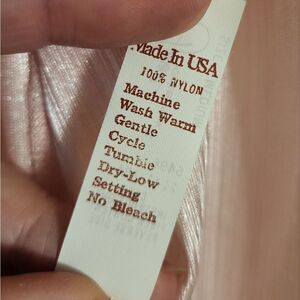 Made In USA
100% NYLON
Machine
Wash Warm
Gentle
Cycle
Tumble
Dry-Low
Setting
No Bleach